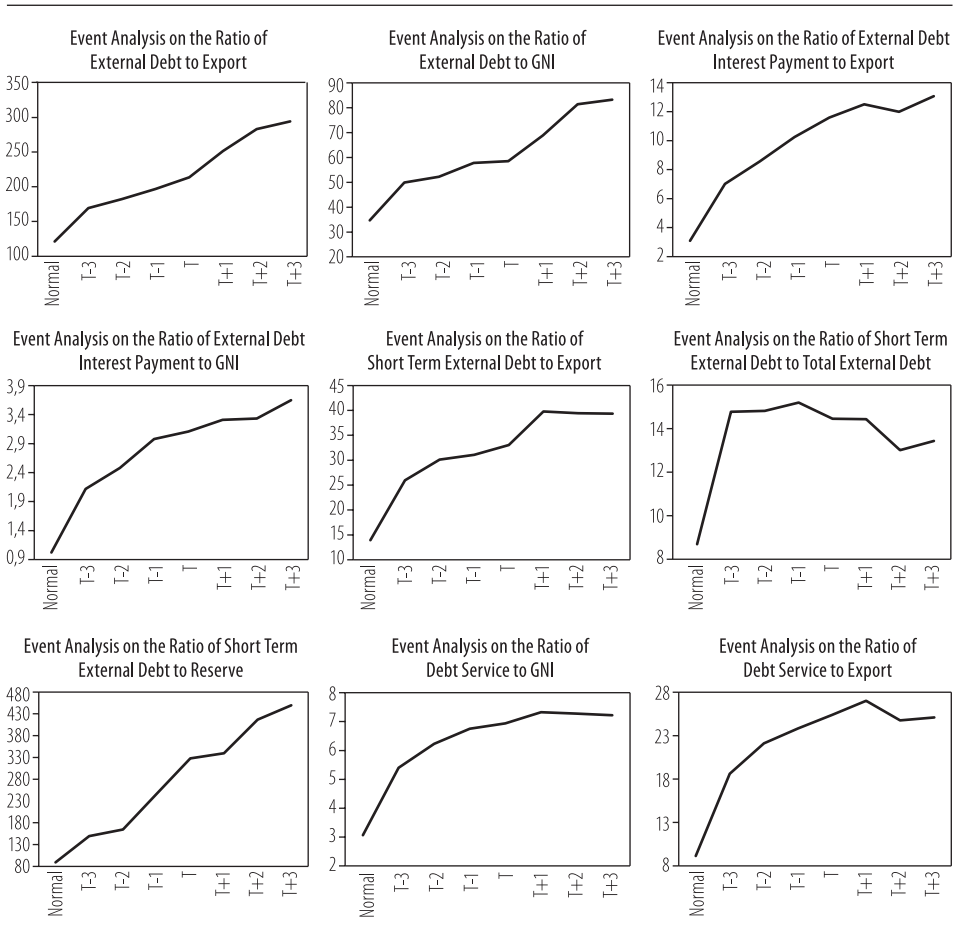 Event Analysis on the Ratio of
External Debt to Export
350
300
250
200
150
100
Normal
T-3
T-2
T-1
T
T+1
T+2
T+3
Event Analysis on the Ratio of
External Debt to GNI
90
80
70
60
50
40
30
20
Normal
T-3
T-2
T-1
T
T+1
T+2
T+3
Event Analysis on the Ratio of External Debt
Interest Payment to Export
14
12
10
8
6
4
2
Normal
T-3
T-2
T-1
T
T+1
T+2
T+3
Event Analysis on the Ratio of External Debt
Interest Payment to GNI
3,9
3,4
2,9
2,4
1,9
1,4
0,9
Normal
T-3
T-2
T-1
T
T+1
T+2
T+3
Event Analysis on the Ratio of
Short Term External Debt to Export
45
40
35
30
25
20
15
10
Normal
T-3
T-2
T-1
T
T+1
T+2
T+3
Event Analysis on the Ratio of Short Term
External Debt to Total External Debt
16
14
12
10
8
Normal
T-3
T-2
T-1
T
T+1
T+2
T+3
Event Analysis on the Ratio of Short Term
External Debt to Reserve
480
430
380
330
280
230
180
130
80
Normal
T-3
T-2
T-1
T
T+1
T+2
T+3
Event Analysis on the Ratio of
Debt Service to GNI
8
7
6
5
4
3
2
Normal
T-3
T-2
T-1
T
T+1
T+2
T+3
Event Analysis on the Ratio of
Debt Service to Export
28
23
18
13
8
Normal
T-3
T-2
T-1
T
T+1
T+2
T+3